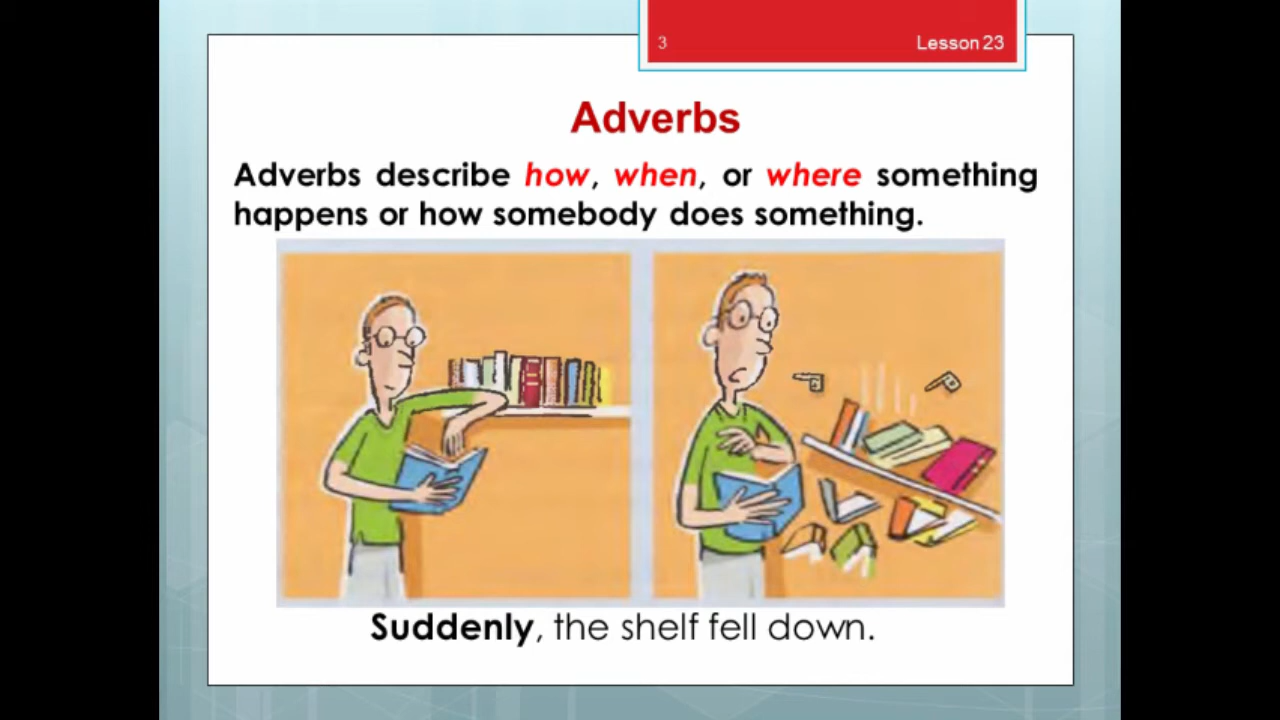 3 Lesson 23
Adverbs
Adverbs describe how, when, or where something
happens or how somebody does something.
Suddenly, the shelf fell down.